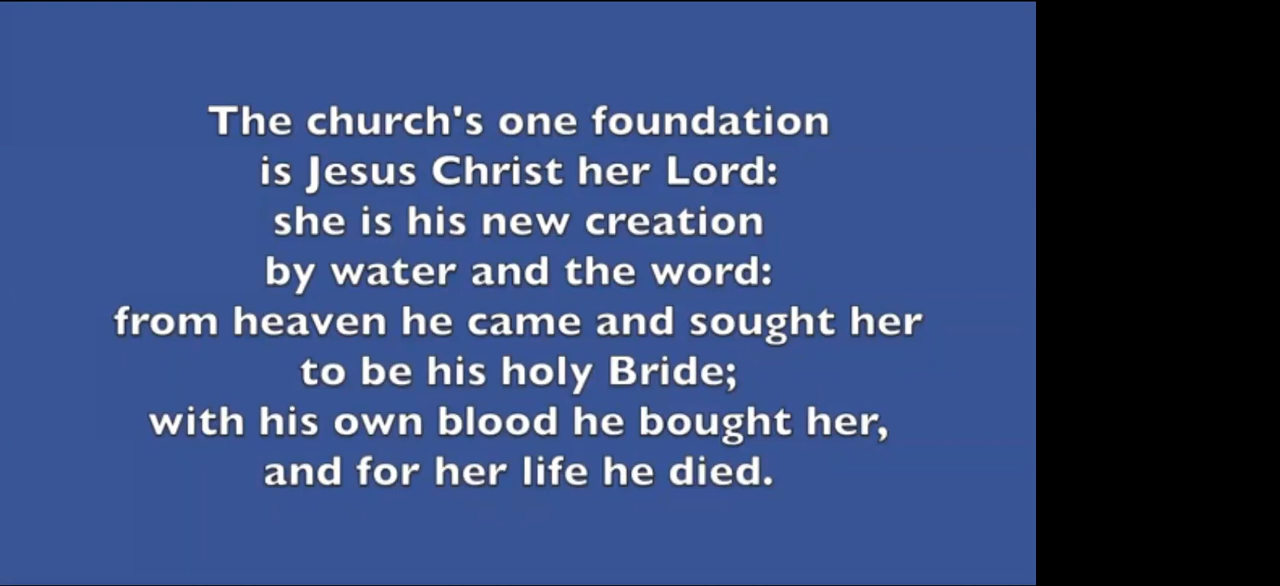 The church's one foundation
is Jesus Christ her Lord:
she is his new creation
by water and the word:
from heaven he came and sought her
to be his holy Bride;
with his own blood he bought her,
and for her life he died.